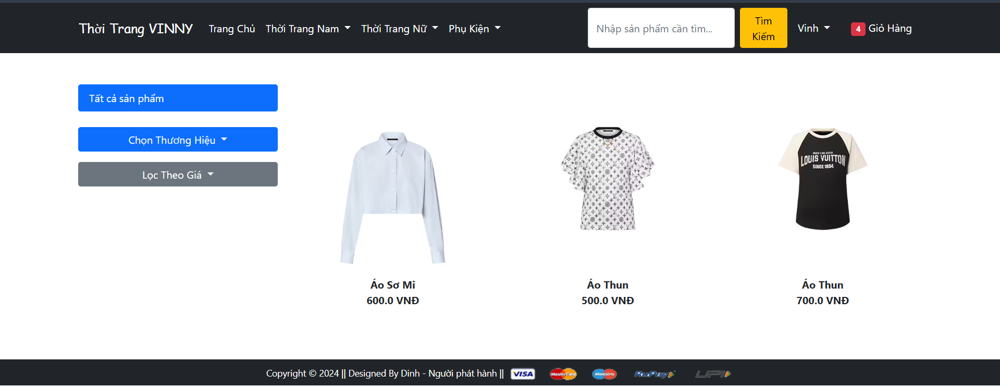 Thời Trang VINNY Trang Chủ Thời Trang Nam Thời Trang Nữ Phụ Kiện Nhập sản phẩm cần tìm... Tìm Kiếm Vinh 4 Giỏ Hàng
Tất cả sản phẩm
Chọn Thương Hiệu
Lọc Theo Giá
LOUIS VUITTON
SINCE 1854
Áo Sơ Mi
600.0 VNĐ
Áo Thun
500.0 VNĐ
Áo Thun
700.0 VNĐ
Copyright © 2024 || Designed By Dinh - Người phát hành || VISA MasterCard Maestro RuPay UPI